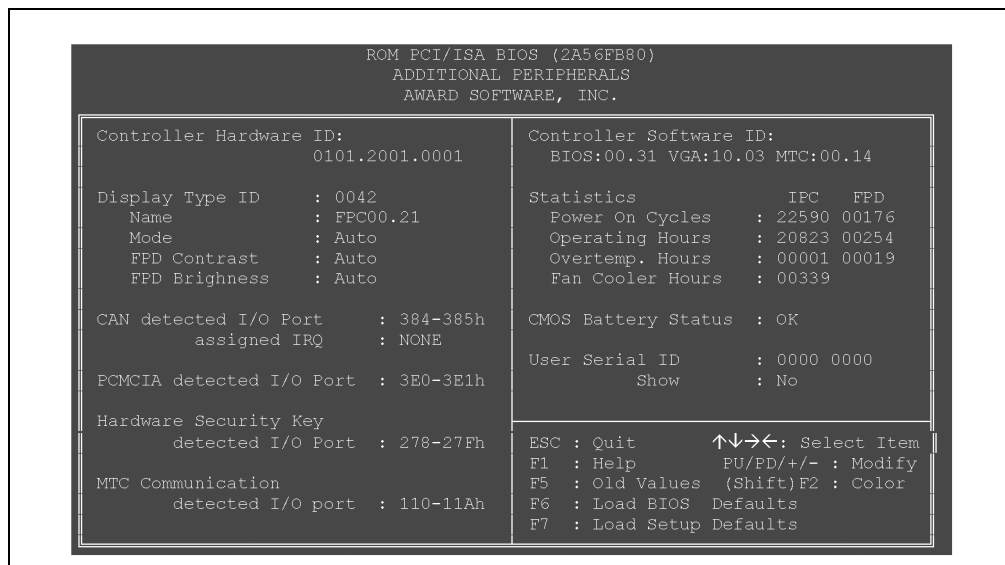 ROM PCI/ISA BIOS (2A56FB80)
ADDITIONAL PERIPHERALS
AWARD SOFTWARE, INC.
Controller Hardware ID:
0101.2001.0001
Display Type ID : 0042
Name : FPC00.21
Mode : Auto
FPD Contrast : Auto
FPD Brighness : Auto
CAN detected I/O Port : 384-385h
assigned IRQ : NONE
PCMCIA detected I/O Port : 3E0-3E1h
Hardware Security Key
detected I/O Port : 278-27Fh
MTC Communication
detected I/O port : 110-11Ah
Controller Software ID:
BIOS:00.31 VGA:10.03 MTC:00.14
Statistics IPC FPD
Power On Cycles : 22590 00176
Operating Hours : 20823 00254
Overtemp. Hours : 00001 00019
Fan Cooler Hours : 00339
CMOS Battery Status : OK
User Serial ID : 0000 0000
Show : No
ESC : Quit ↑↓→←: Select Item
F1 : Help PU/PD/+/- : Modify
F5 : Old Values (Shift)F2 : Color
F6 : Load BIOS Defaults
F7 : Load Setup Defaults